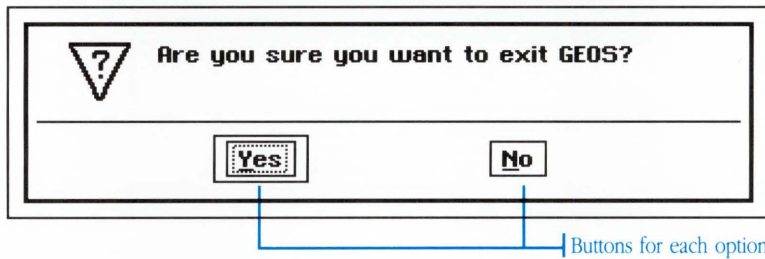 ?
Are you sure you want to exit GEOS?
Yes
No
Buttons for each option